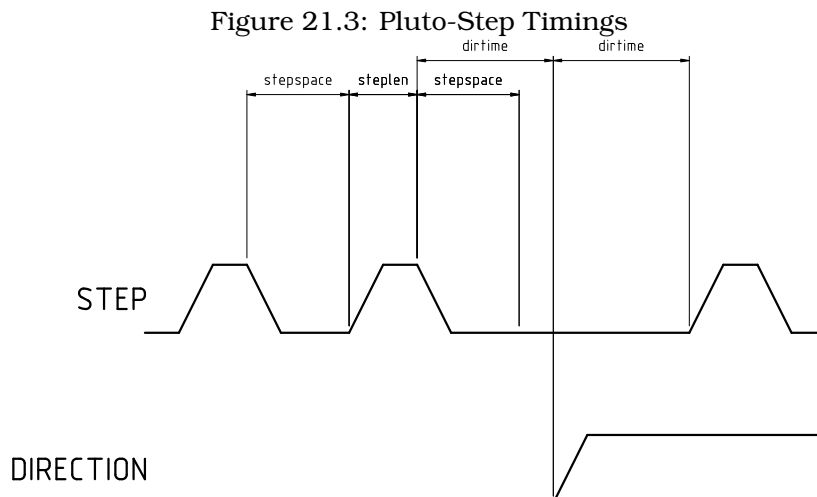 Figure 21.3: Pluto-Step Timings
dirtime dirtime
stepspace steplen stepspace
STEP
DIRECTION